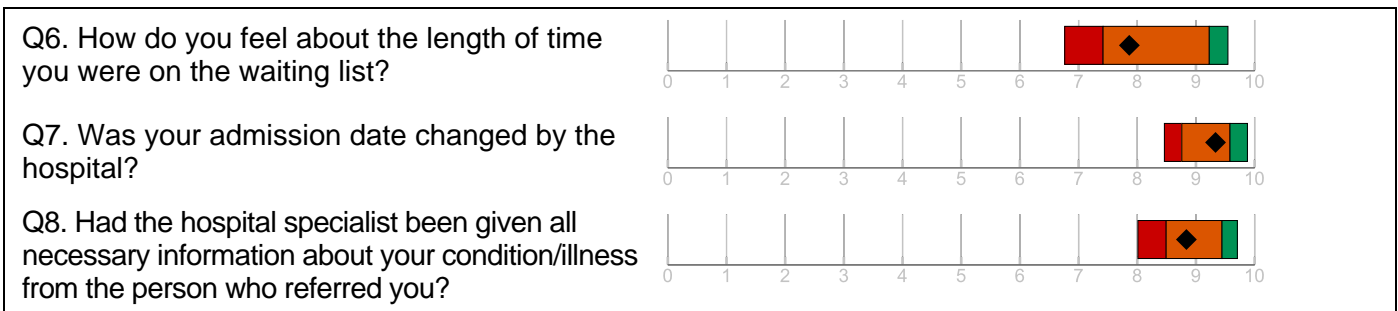 Q6. How do you feel about the length of time
you were on the waiting list?
0 1 2 3 4 5 6 7 8 9 10
Q7. Was your admission date changed by the
hospital?
0 1 2 3 4 5 6 7 8 9 10
Q8. Had the hospital specialist been given all
necessary information about your condition/illness
from the person who referred you?
0 1 2 3 4 5 6 7 8 9 10